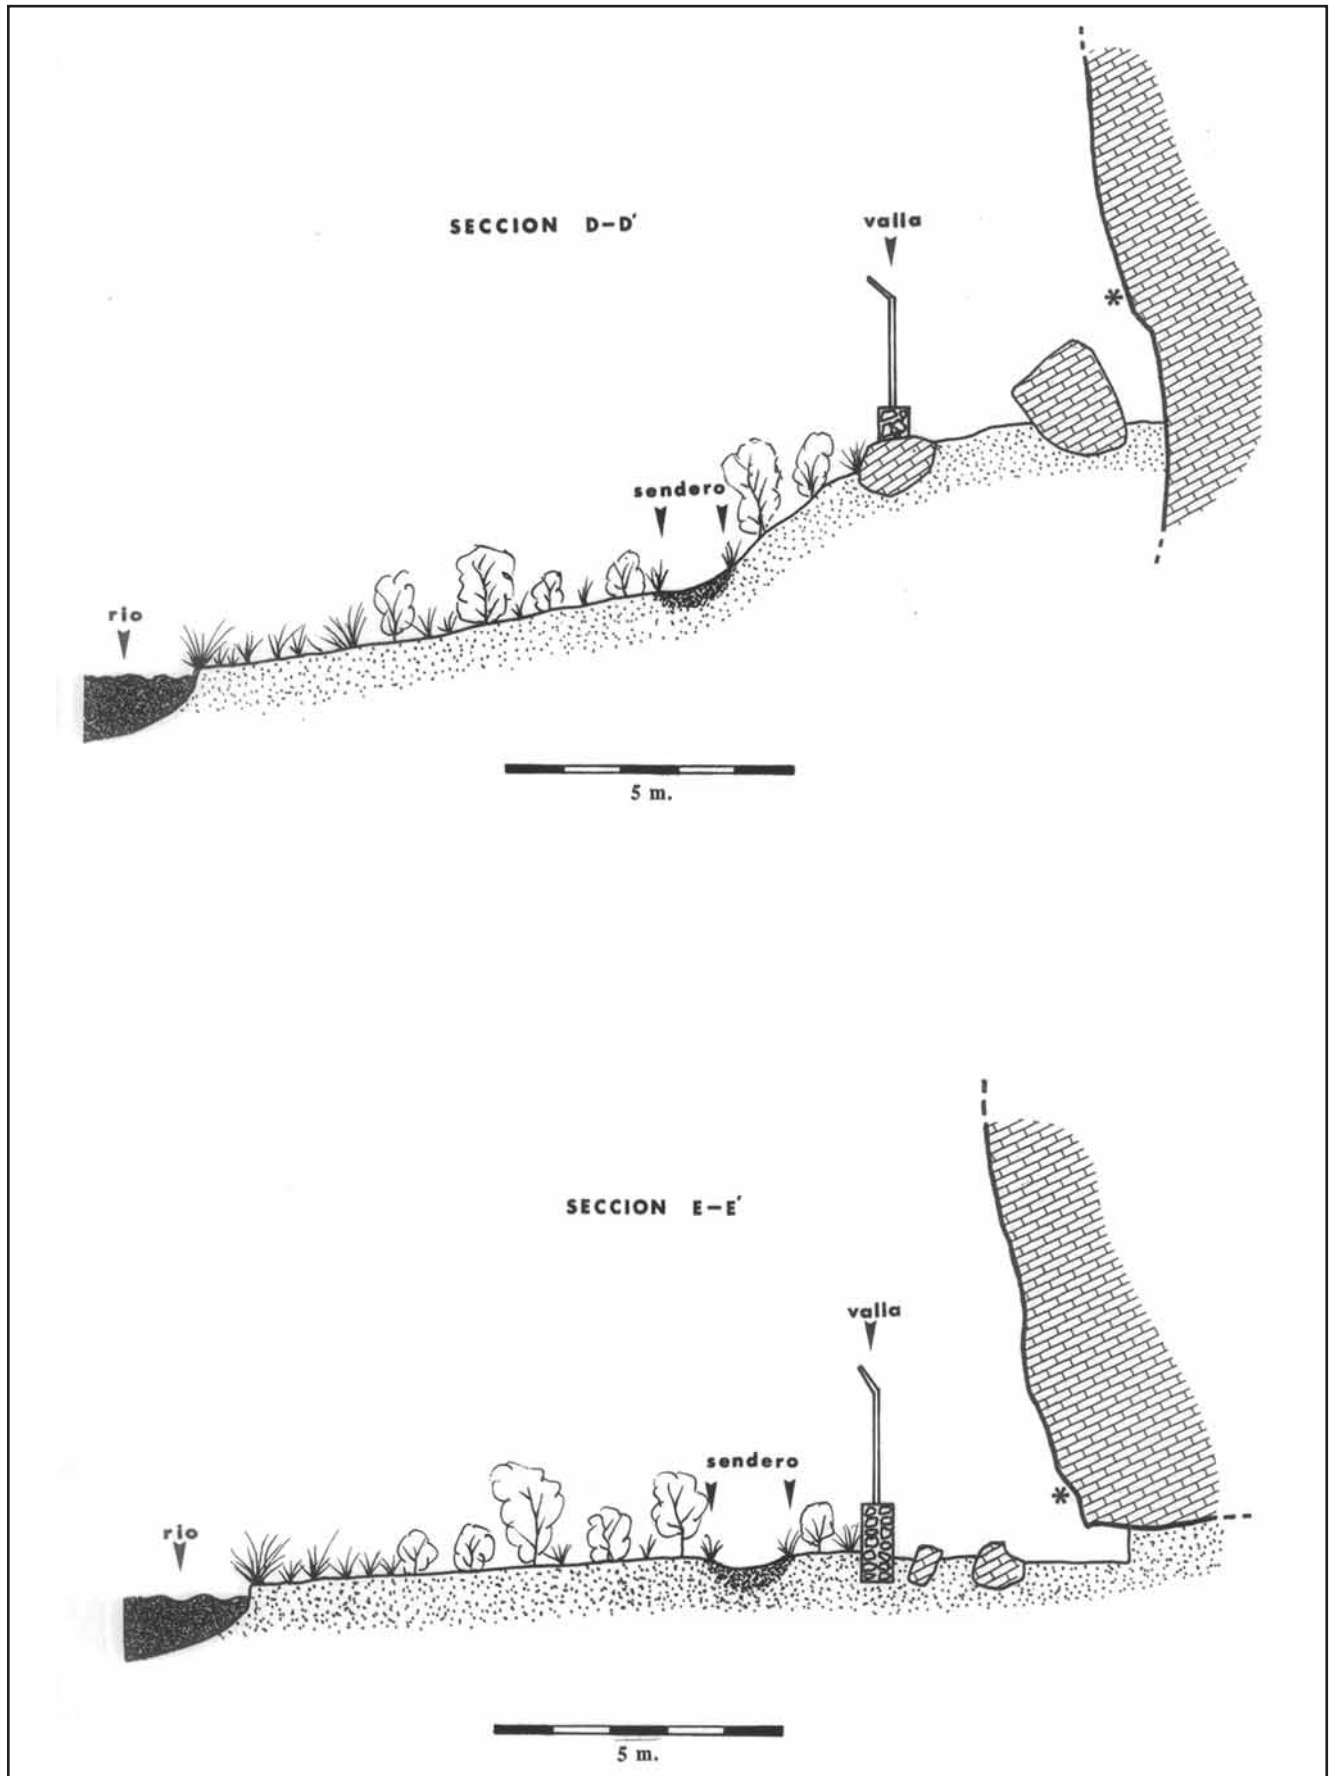 SECCION D-D'
valla
*
sendero
rio
5 m.
SECCION E-E'
valla
sendero
*
rio
5 m.